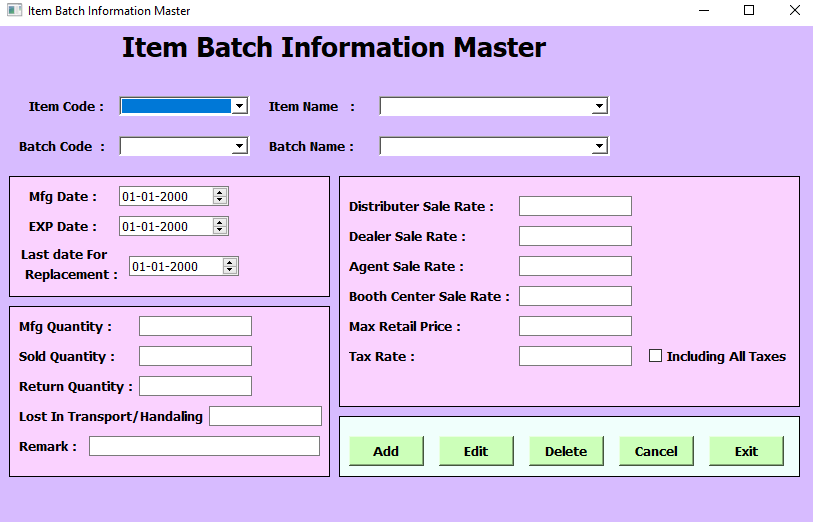 Item Batch Information Master
Item Batch Information Master
Item Code :
Item Name :
Batch Code :
Batch Name :
Mfg Date : 01-01-2000
EXP Date : 01-01-2000
Last date For
Replacement : 01-01-2000
Mfg Quantity :
Sold Quantity :
Return Quantity :
Lost In Transport/Handaling
Remark :
Distributer Sale Rate :
Dealer Sale Rate :
Agent Sale Rate :
Booth Center Sale Rate :
Max Retail Price :
Tax Rate :
Including All Taxes
Add Edit Delete Cancel Exit